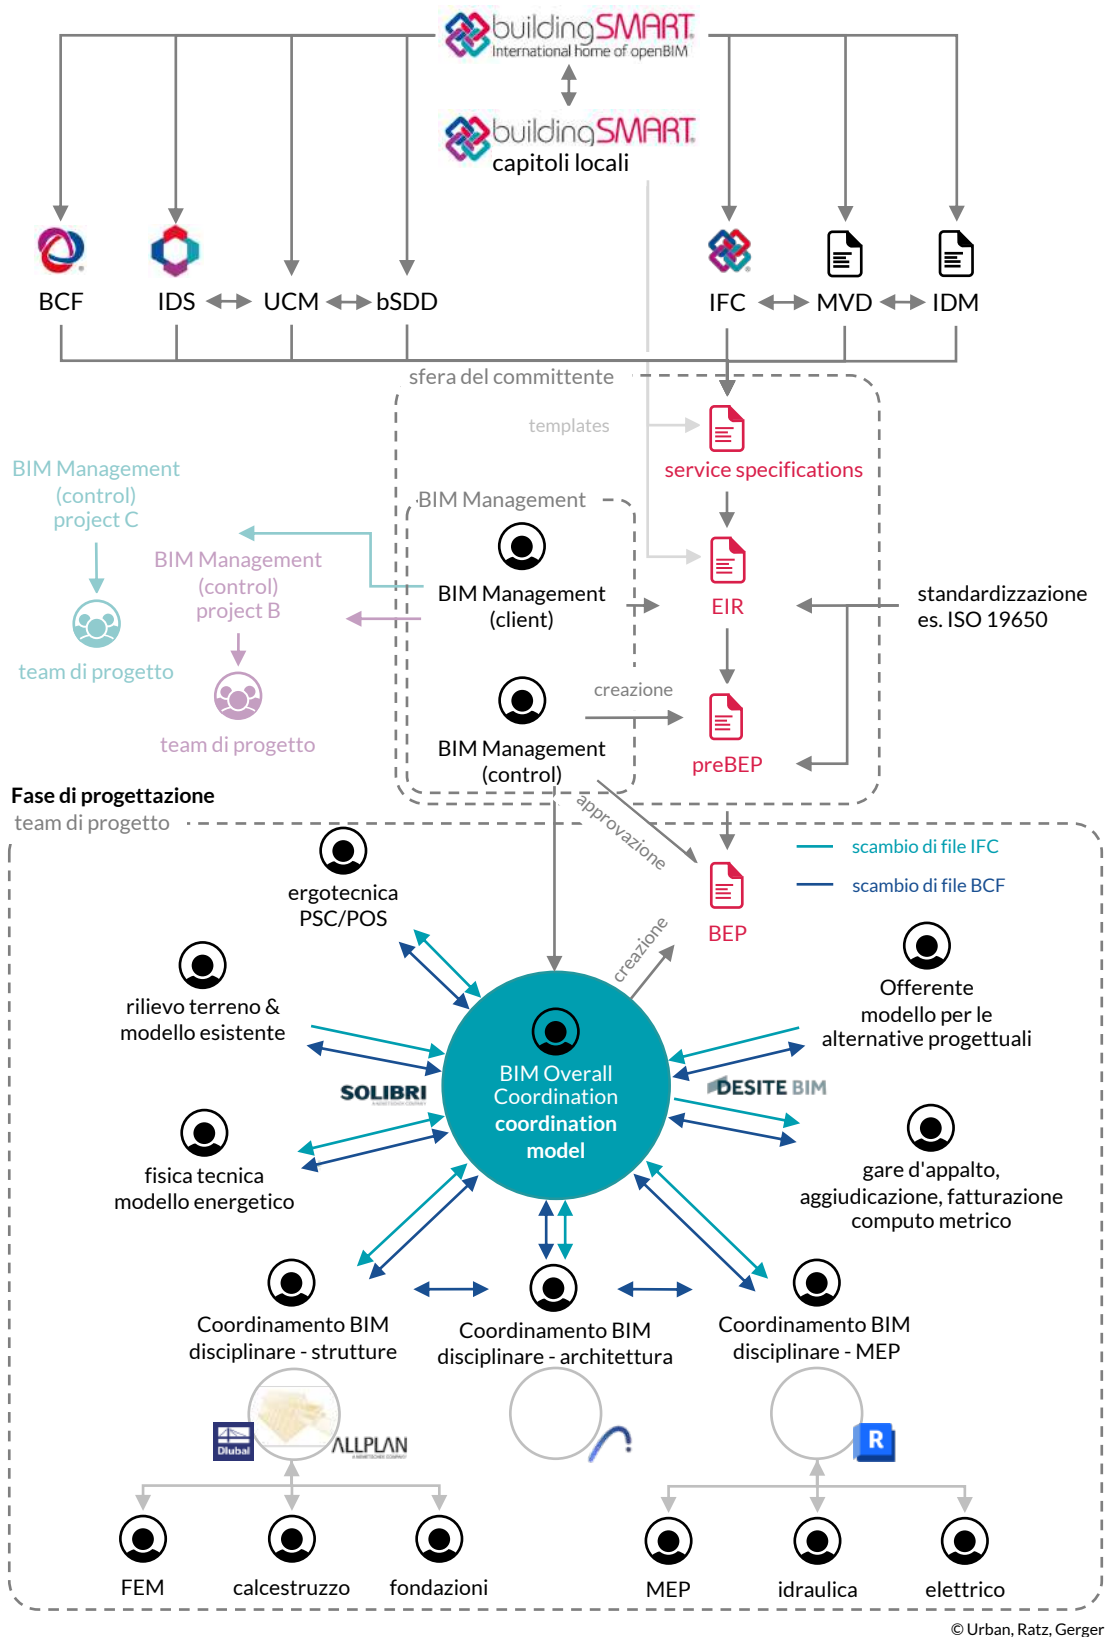 buildingSMART®
International home of openBIM
buildingSMART®
capitoli locali
BCF
IDS
UCM
bSDD
IFC
MVD
IDM
sfera del committente
templates
service specifications
BIM Management
(control)
project C
BIM Management
BIM Management
(control)
project B
BIM Management
(client)
EIR
standardizzazione
es. ISO 19650
team di progetto
team di progetto
creazione
BIM Management
(control)
preBEP
Fase di progettazione
team di progetto
approvazione
scambio di file IFC
scambio di file BCF
BEP
creazione
ergotecnica
PSC/POS
rilievo terreno &
modello esistente
Offerente
modello per le
alternative progettuali
BIM Overall
Coordination
coordination
model
SOLIBRI
DESITE BIM
fisica tecnica
modello energetico
gare d'appalto,
aggiudicazione, fatturazione
computo metrico
Coordinamento BIM
disciplinare - strutture
Coordinamento BIM
disciplinare - architettura
Coordinamento BIM
disciplinare - MEP
Dlubal
ALLPLAN
A NEMETSCHEK COMPANY
R
FEM
calcestruzzo
fondazioni
MEP
idraulica
elettrico
© Urban, Ratz, Gerger